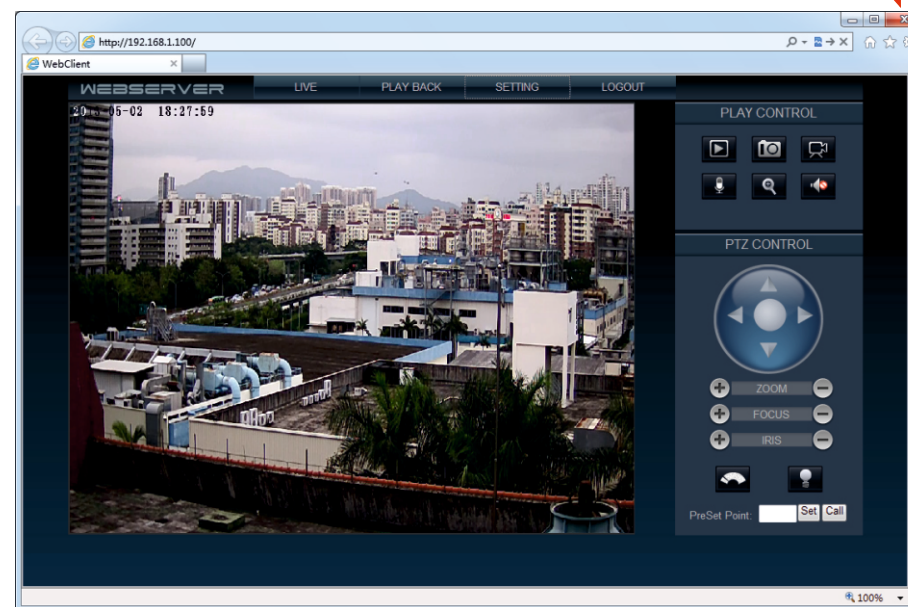 http://192.168.1.100/
WebClient
WEBSERVER
LIVE
PLAY BACK
SETTING
LOGOUT
05-02 18:27:59
PLAY CONTROL
PTZ CONTROL
ZOOM
FOCUS
IRIS
PreSet Point:
Set
Call
100%